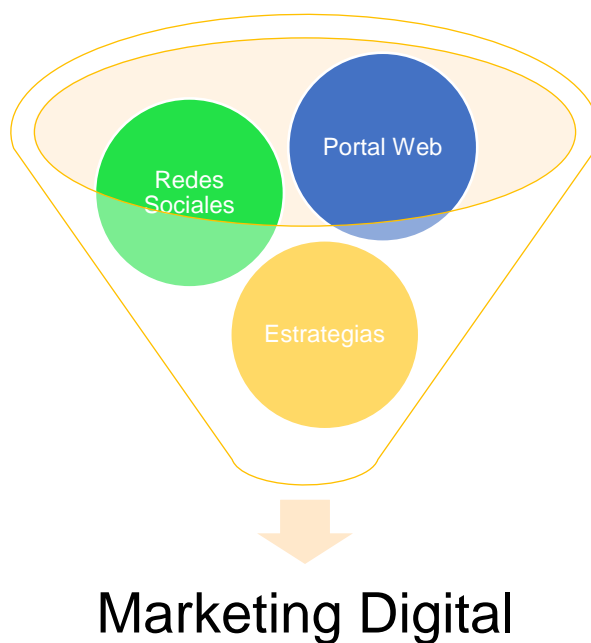 Portal Web
Redes
Sociales
Estrategias
Marketing Digital